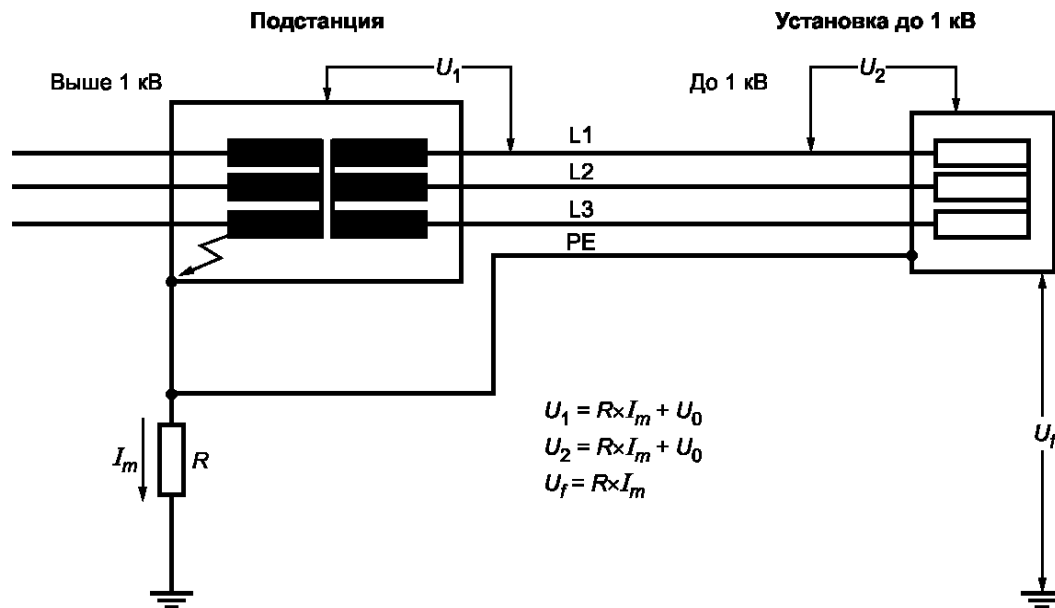 Подстанция
Установка до 1 кВ
Выше 1 кВ
U1
До 1 кВ
U2
L1
L2
L3
PE
U1 = R×Im + U0
U2 = R×Im + U0
Uf = R×Im
Uf
Im
R